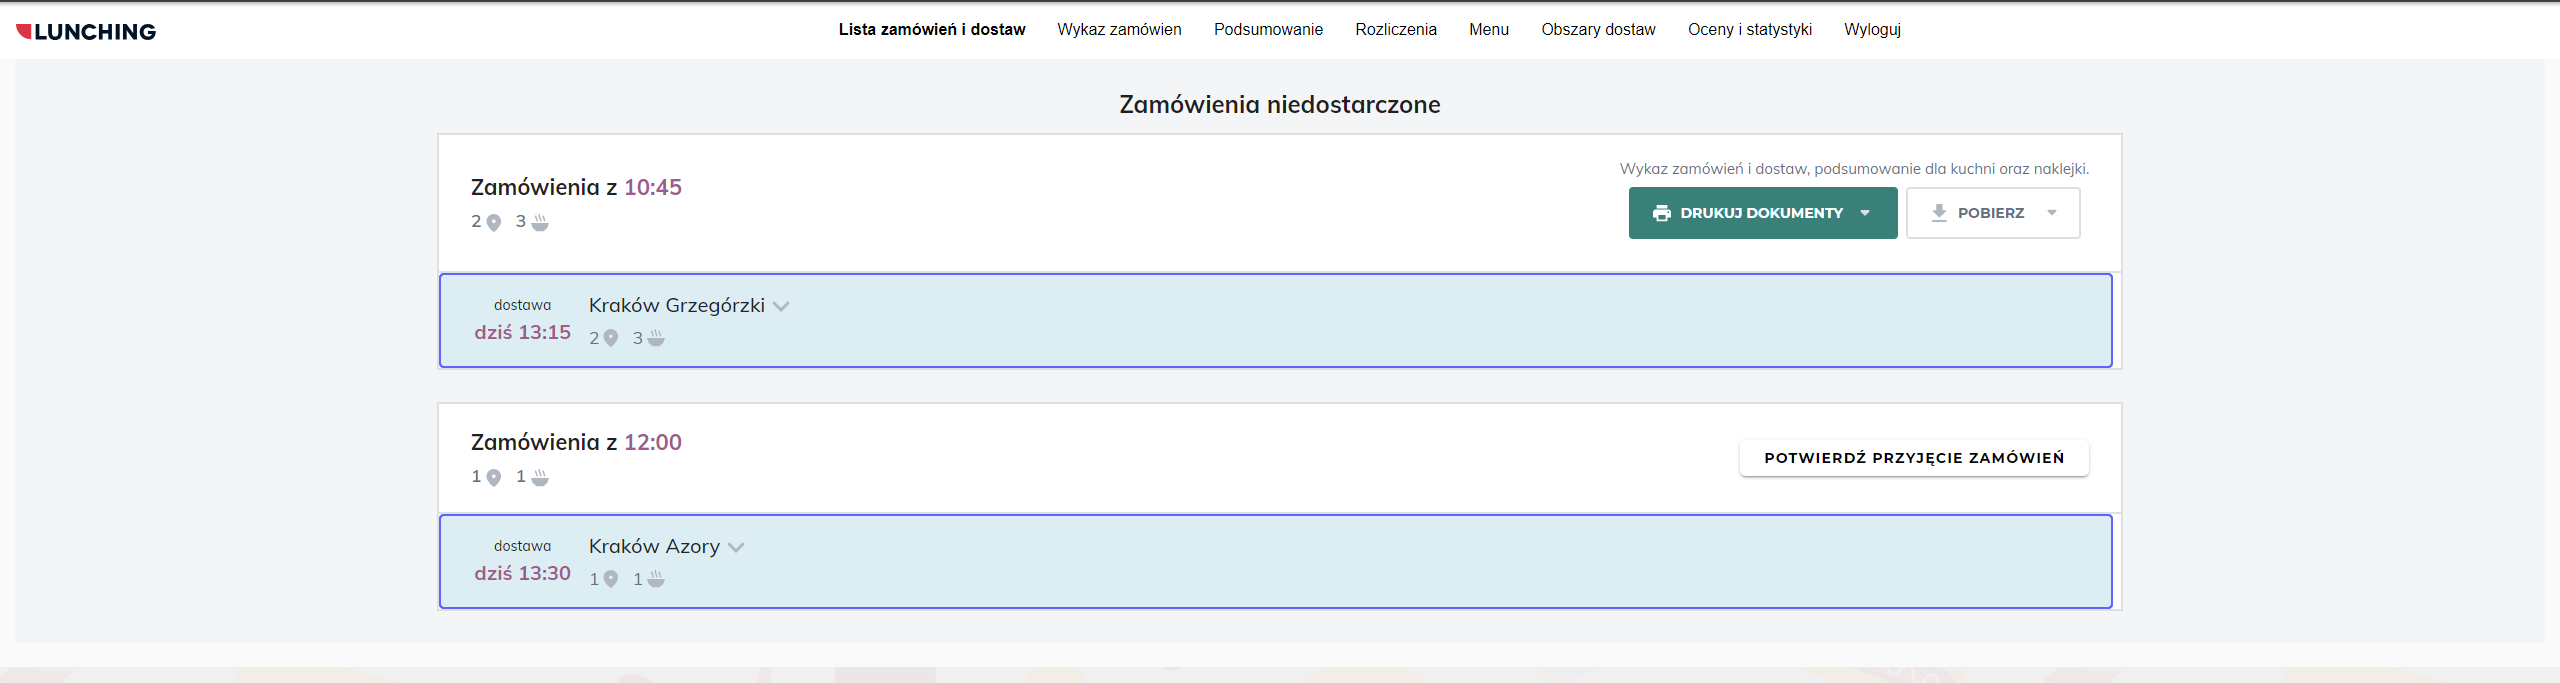 LUNCHING
Lista zamówień i dostaw Wykaz zamówien Podsumowanie Rozliczenia Menu Obszary dostaw Oceny i statystyki Wyloguj
Zamówienia niedostarczone
Wykaz zamówień i dostaw, podsumowanie dla kuchni oraz naklejki.
Zamówienia z 10:45
2 3
DRUKUJ DOKUMENTY POBIERZ
dostawa Kraków Grzegórzki
dziś 13:15 2 3
Zamówienia z 12:00
1 1
POTWIERDŹ PRZYJĘCIE ZAMÓWIEŃ
dostawa Kraków Azory
dziś 13:30 1 1